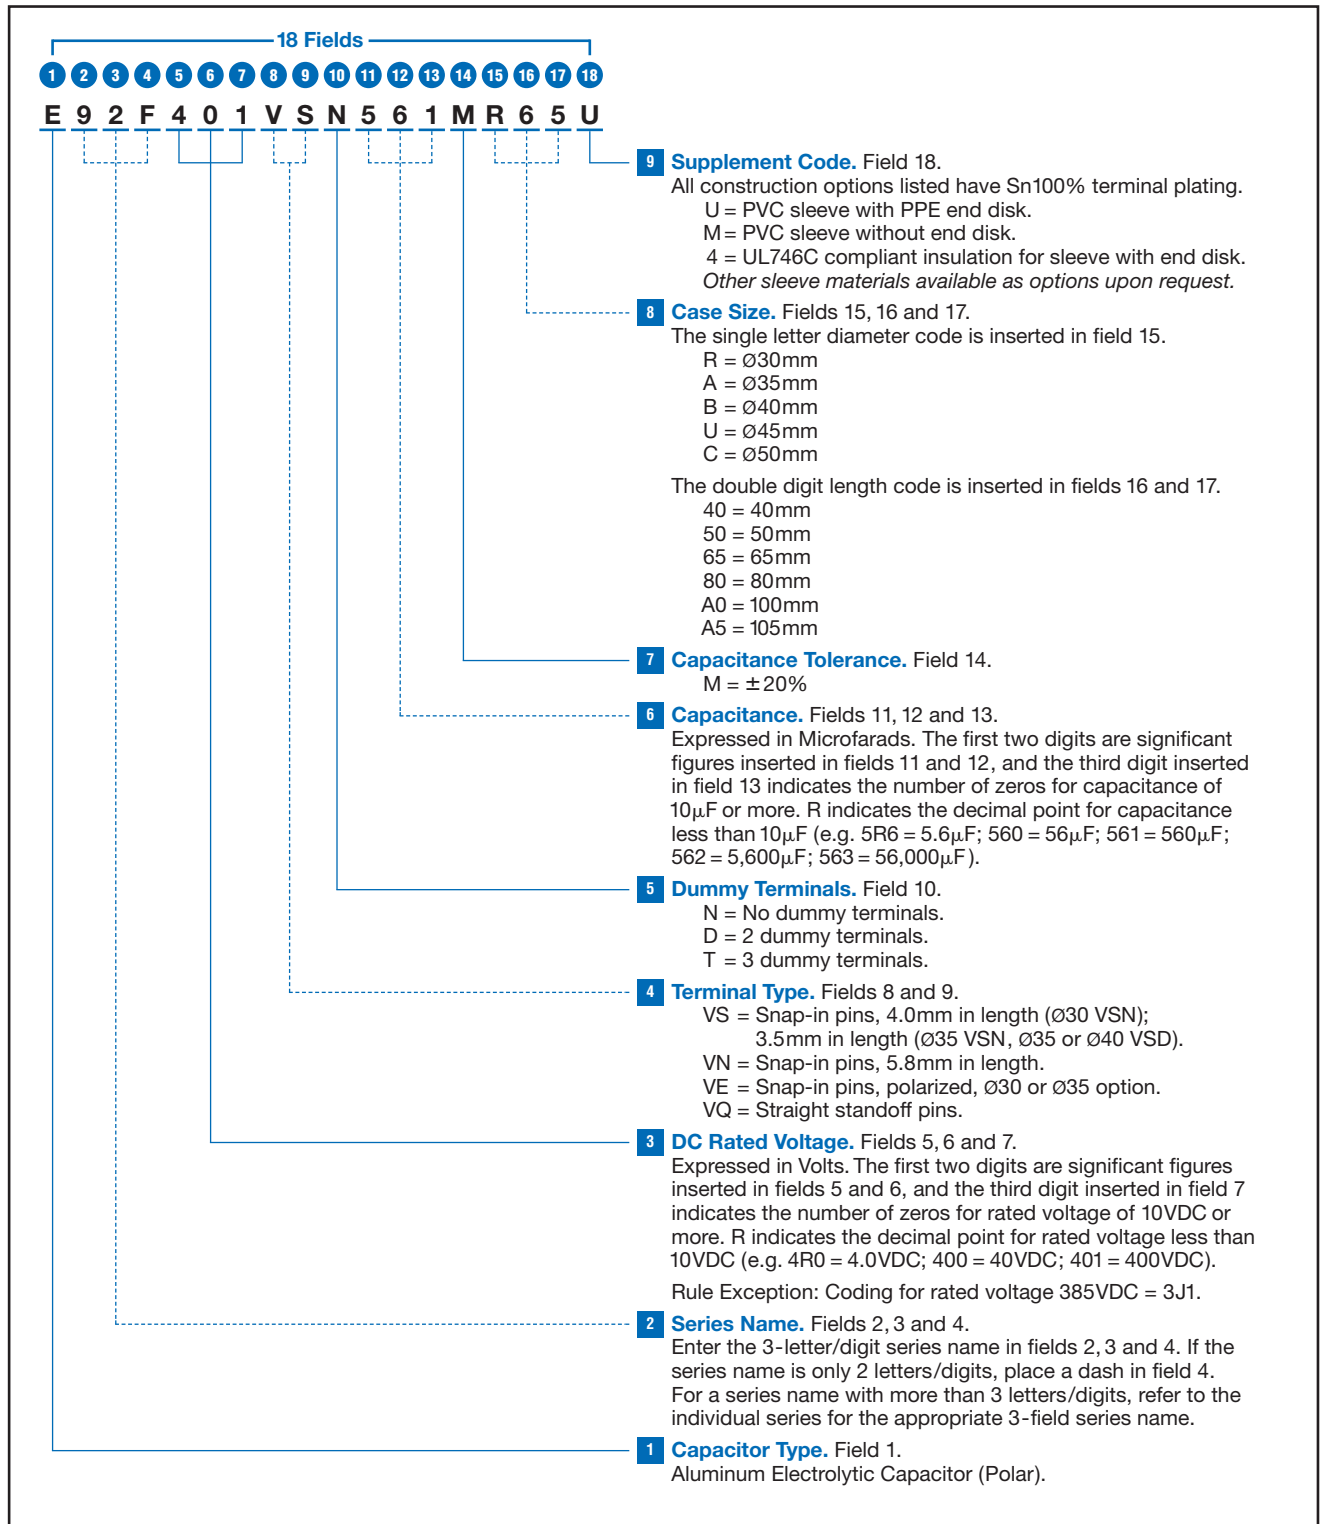 18 Fields
1 2 3 4 5 6 7 8 9 10 11 12 13 14 15 16 17 18
E 9 2 F 4 0 1 V S N 5 6 1 M R 6 5 U
9 Supplement Code. Field 18.
All construction options listed have Sn100% terminal plating.
U = PVC sleeve with PPE end disk.
M = PVC sleeve without end disk.
4 = UL746C compliant insulation for sleeve with end disk.
Other sleeve materials available as options upon request.
8 Case Size. Fields 15, 16 and 17.
The single letter diameter code is inserted in field 15.
R = Ø30mm
A = Ø35mm
B = Ø40mm
U = Ø45mm
C = Ø50mm
The double digit length code is inserted in fields 16 and 17.
40 = 40mm
50 = 50mm
65 = 65mm
80 = 80mm
A0 = 100mm
A5 = 105mm
7 Capacitance Tolerance. Field 14.
M = ±20%
6 Capacitance. Fields 11, 12 and 13.
Expressed in Microfarads. The first two digits are significant
figures inserted in fields 11 and 12, and the third digit inserted
in field 13 indicates the number of zeros for capacitance of
10µF or more. R indicates the decimal point for capacitance
less than 10µF (e.g. 5R6 = 5.6µF; 560 = 56µF; 561 = 560µF;
562 = 5,600µF; 563 = 56,000µF).
5 Dummy Terminals. Field 10.
N = No dummy terminals.
D = 2 dummy terminals.
T = 3 dummy terminals.
4 Terminal Type. Fields 8 and 9.
VS = Snap-in pins, 4.0mm in length (Ø30 VSN);
3.5mm in length (Ø35 VSN, Ø35 or Ø40 VSD).
VN = Snap-in pins, 5.8mm in length.
VE = Snap-in pins, polarized, Ø30 or Ø35 option.
VQ = Straight standoff pins.
3 DC Rated Voltage. Fields 5, 6 and 7.
Expressed in Volts. The first two digits are significant figures
inserted in fields 5 and 6, and the third digit inserted in field 7
indicates the number of zeros for rated voltage of 10VDC or
more. R indicates the decimal point for rated voltage less than
10VDC (e.g. 4R0 = 4.0VDC; 400 = 40VDC; 401 = 400VDC).
Rule Exception: Coding for rated voltage 385VDC = 3J1.
2 Series Name. Fields 2, 3 and 4.
Enter the 3-letter/digit series name in fields 2, 3 and 4. If the
series name is only 2 letters/digits, place a dash in field 4.
For a series name with more than 3 letters/digits, refer to the
individual series for the appropriate 3-field series name.
1 Capacitor Type. Field 1.
Aluminum Electrolytic Capacitor (Polar).